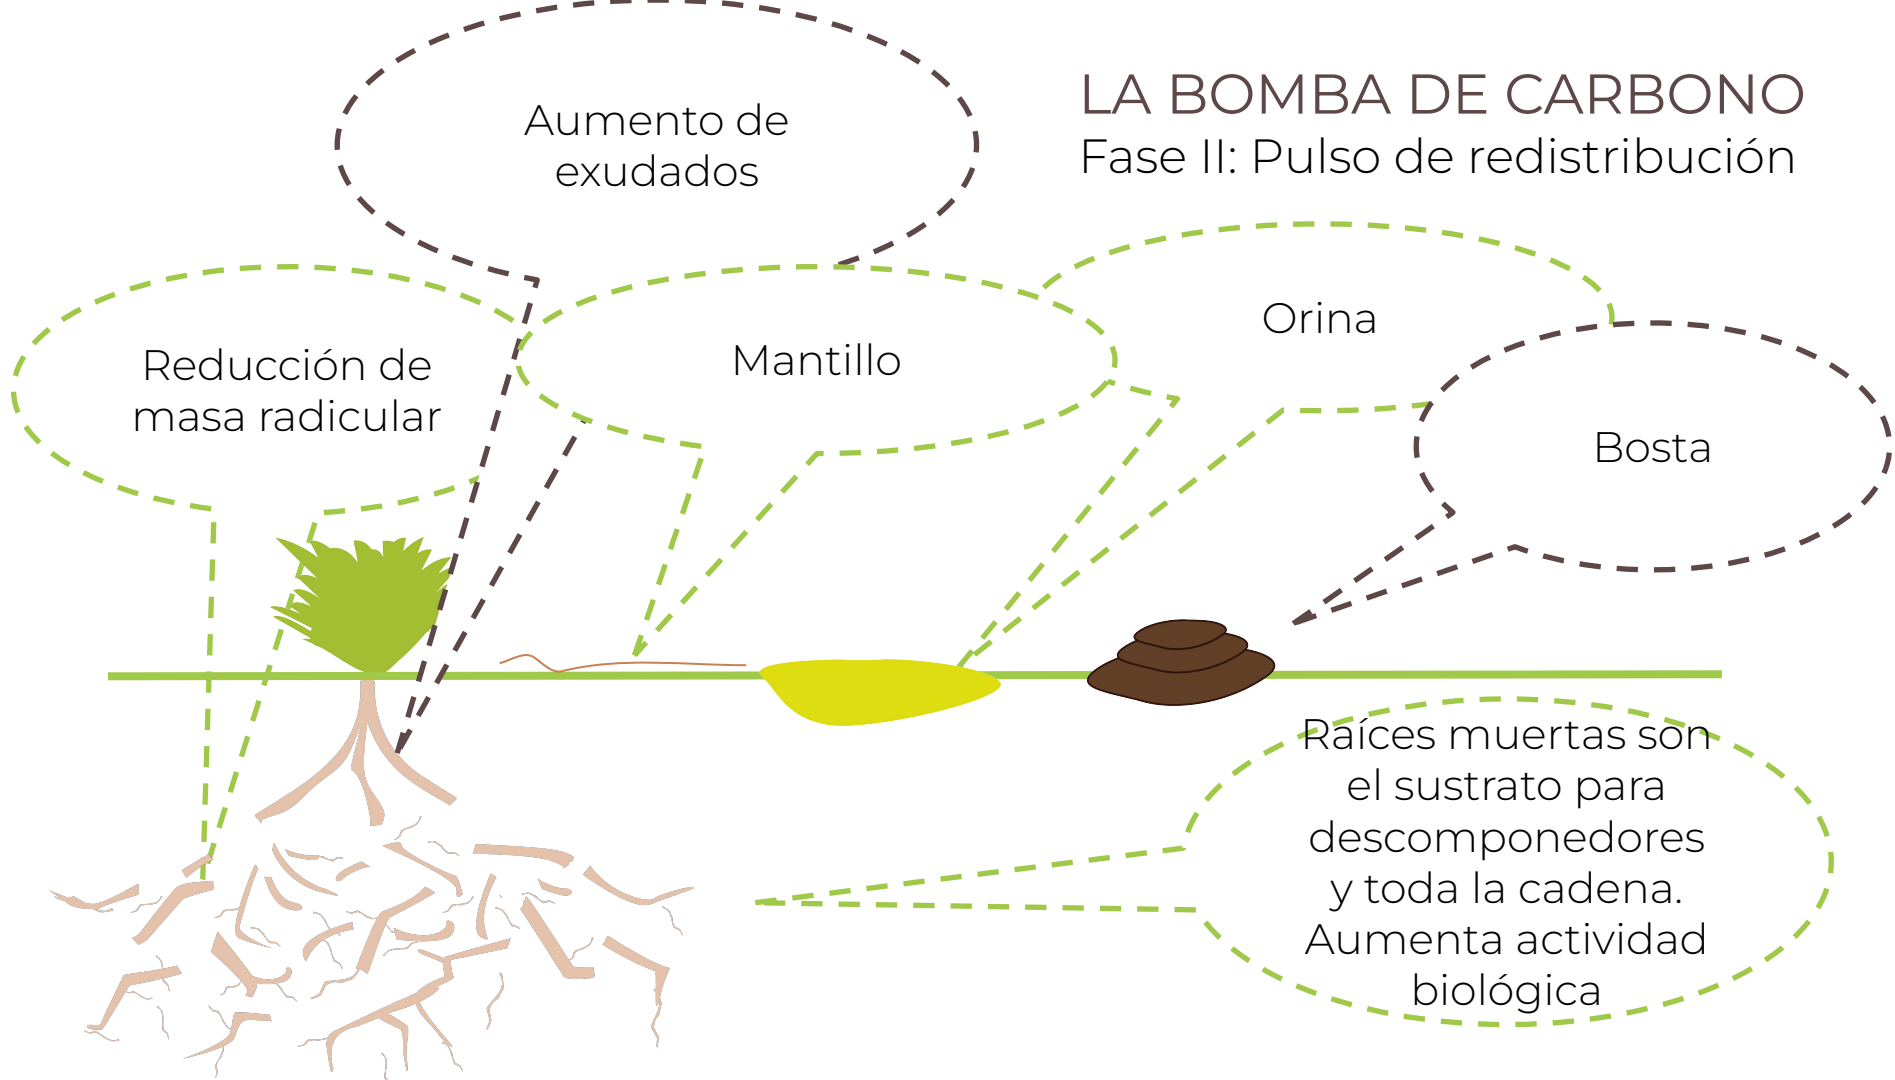 LA BOMBA DE CARBONO
Fase II: Pulso de redistribución
Aumento de
exudados
Reducción de
masa radicular
Mantillo
Orina
Bosta
Raíces muertas son
el sustrato para
descomponedores
y toda la cadena.
Aumenta actividad
biológica